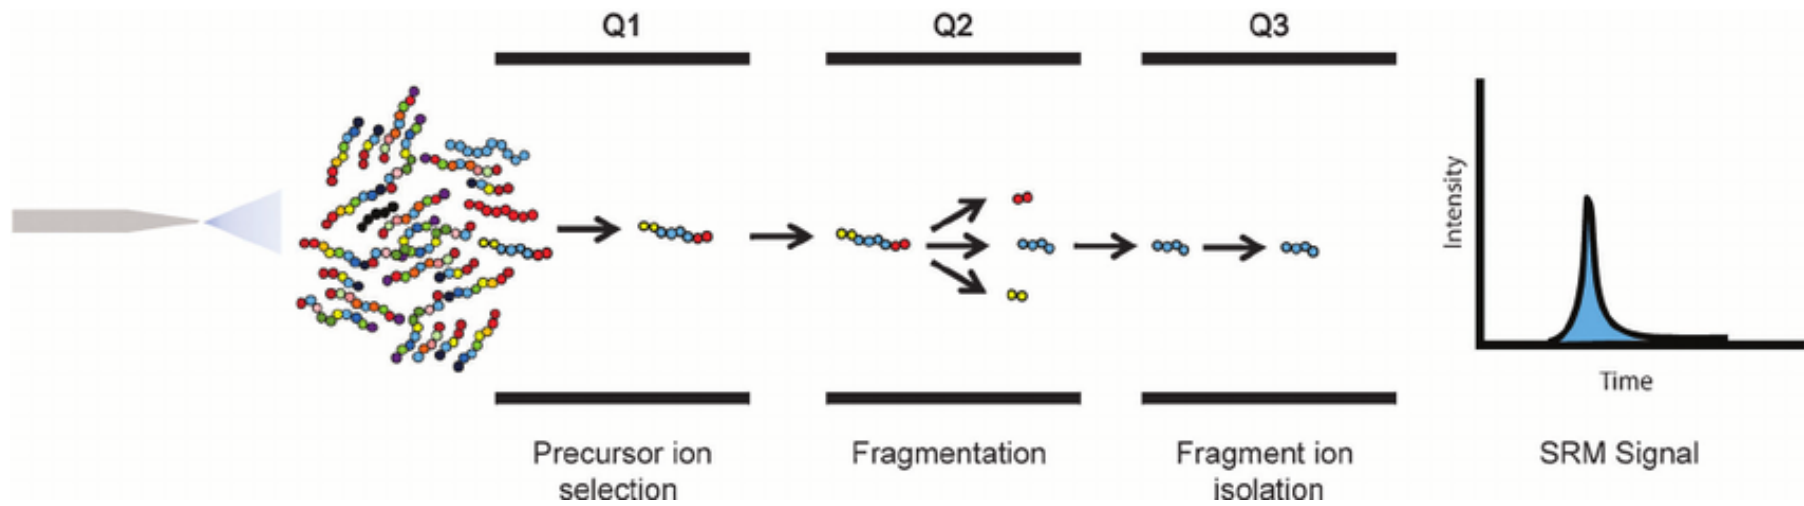 Q1
Q2
Q3
Intensity
Time
Precursor ion
selection
Fragmentation
Fragment ion
isolation
SRM Signal